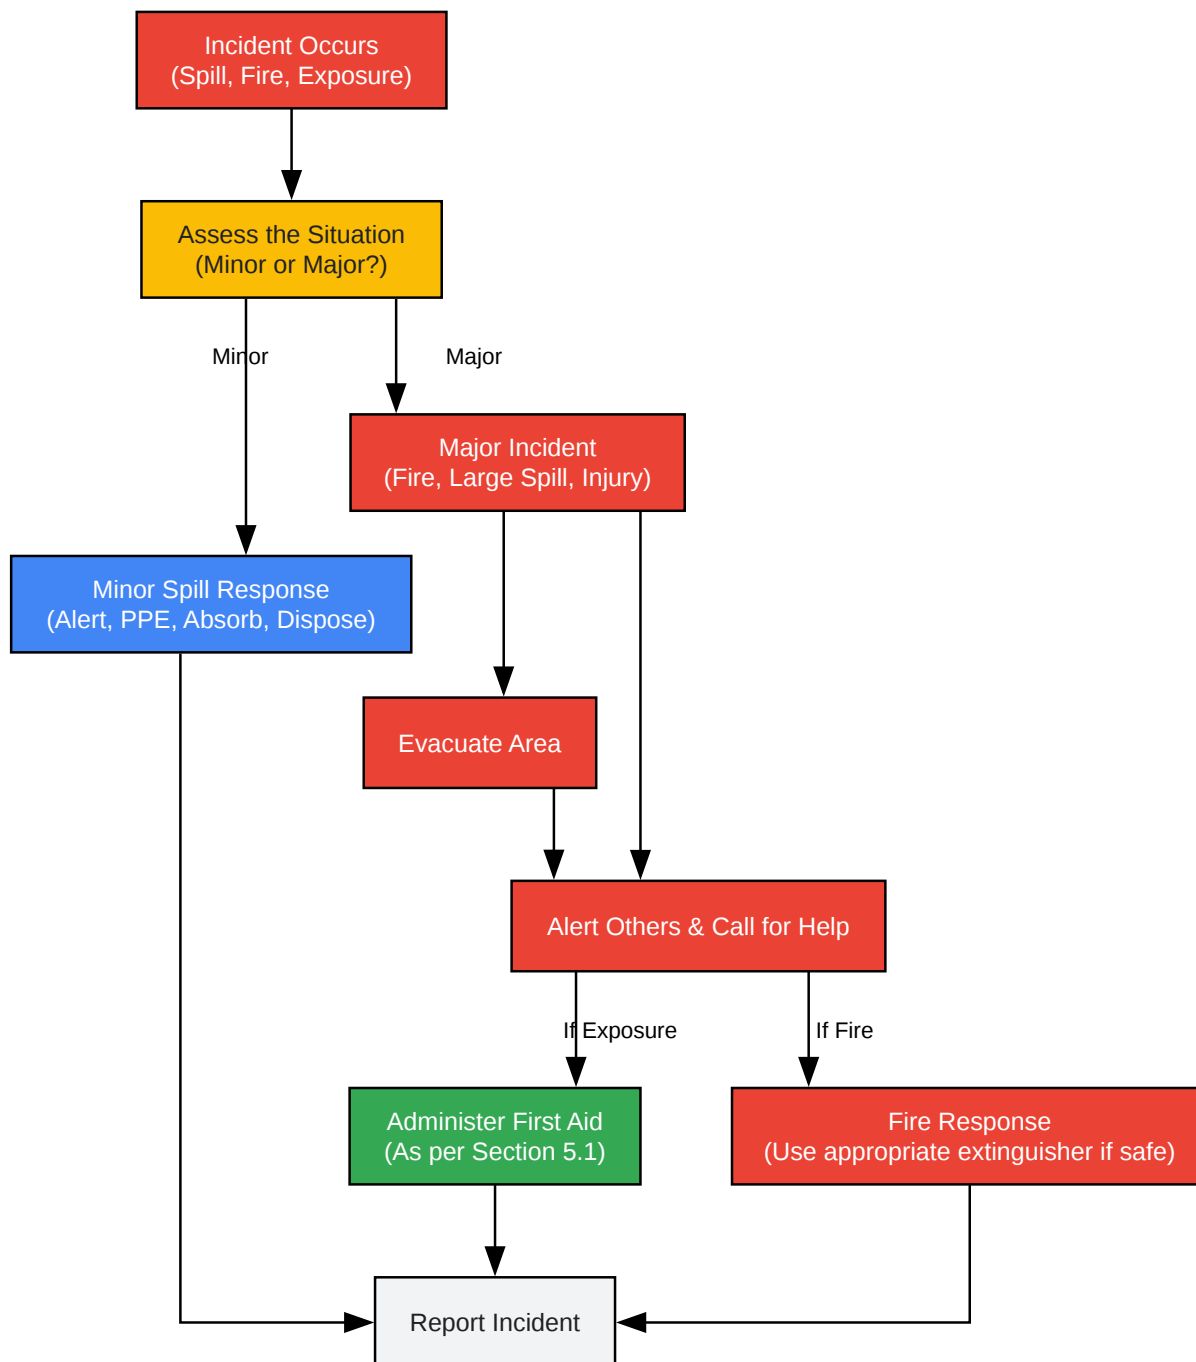 Incident Occurs
(Spill, Fire, Exposure)
Assess the Situation
(Minor or Major?)
Minor
Major
Major Incident
(Fire, Large Spill, Injury)
Minor Spill Response
(Alert, PPE, Absorb, Dispose)
Evacuate Area
Alert Others & Call for Help
If Exposure
If Fire
Administer First Aid
(As per Section 5.1)
Fire Response
(Use appropriate extinguisher if safe)
Report Incident